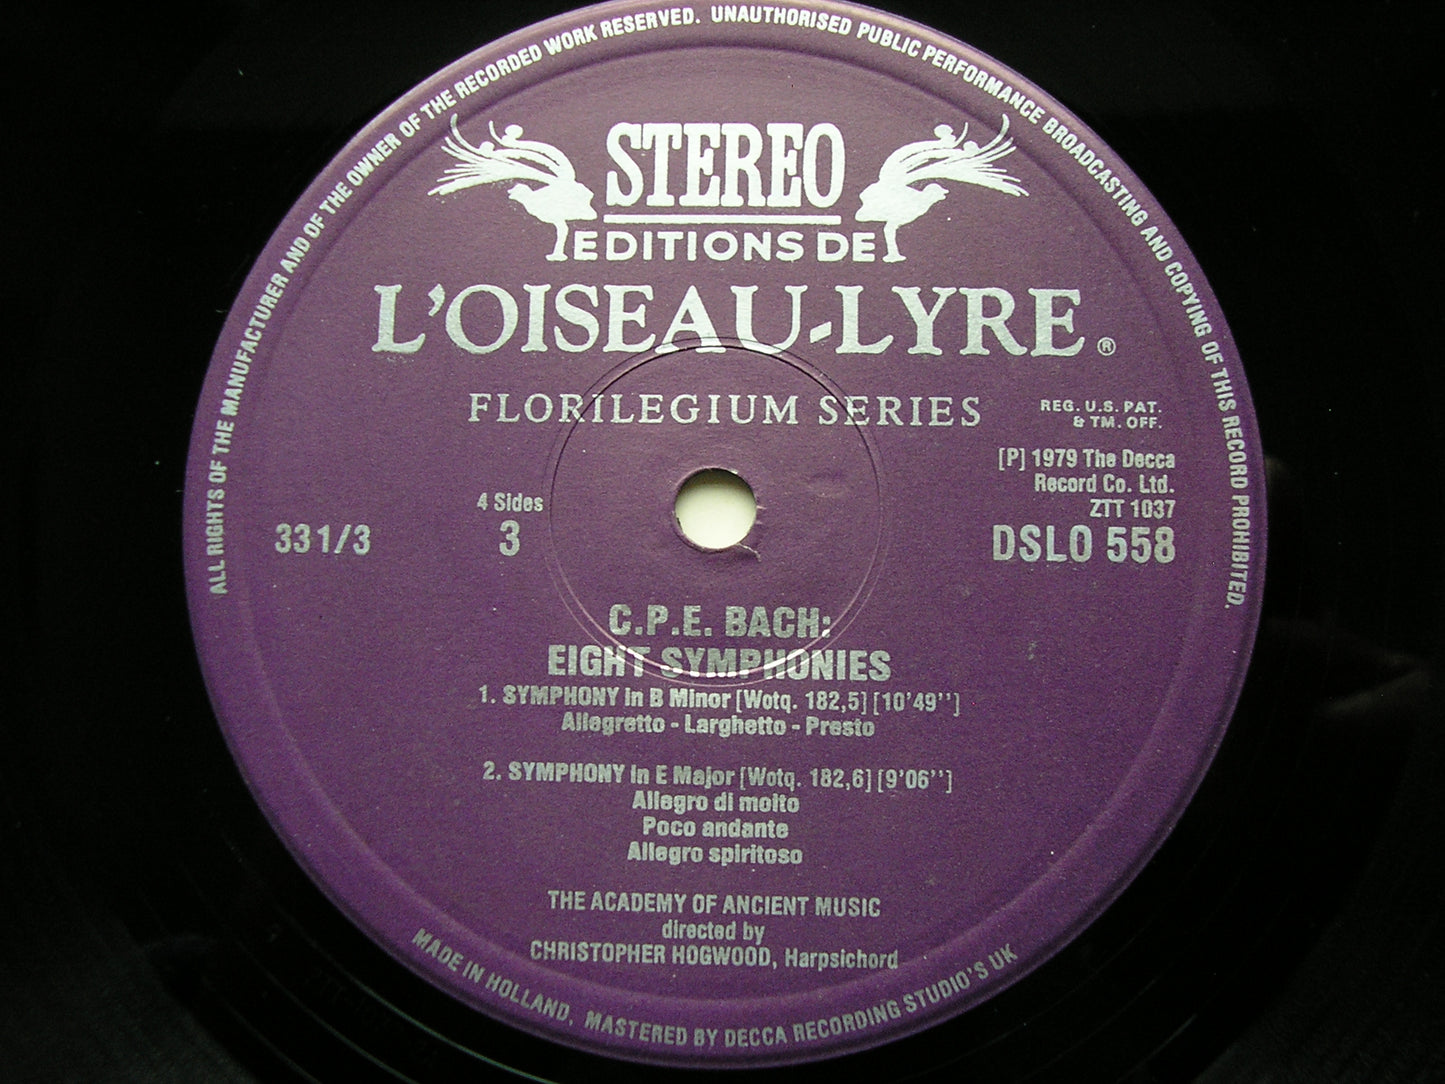 ALL RIGHTS OF THE MANUFACTURER AND OF THE OWNER OF THE RECORDED WORK RESERVED. UNAUTHORISED PUBLIC PERFORMANCE BROADCASTING AND COPYING OF THIS RECORD PROHIBITED.
STEREO
EDITIONS DE
L'OISEAU-LYRE ®
FLORILEGIUM SERIES
REG. U.S. PAT.
& TM. OFF.
[P] 1979 The Decca
Record Co. Ltd.
ZTT 1037
DSLO 558
4 Sides
3
33 1/3
C.P.E. BACH:
EIGHT SYMPHONIES
1. SYMPHONY in B Minor [Wotq. 182,5] [10'49'']
Allegretto - Larghetto - Presto
2. SYMPHONY in E Major [Wotq. 182,6] [9'06'']
Allegro di molto
Poco andante
Allegro spiritoso
THE ACADEMY OF ANCIENT MUSIC
directed by
CHRISTOPHER HOGWOOD, Harpsichord
MADE IN HOLLAND. MASTERED BY DECCA RECORDING STUDIO'S UK